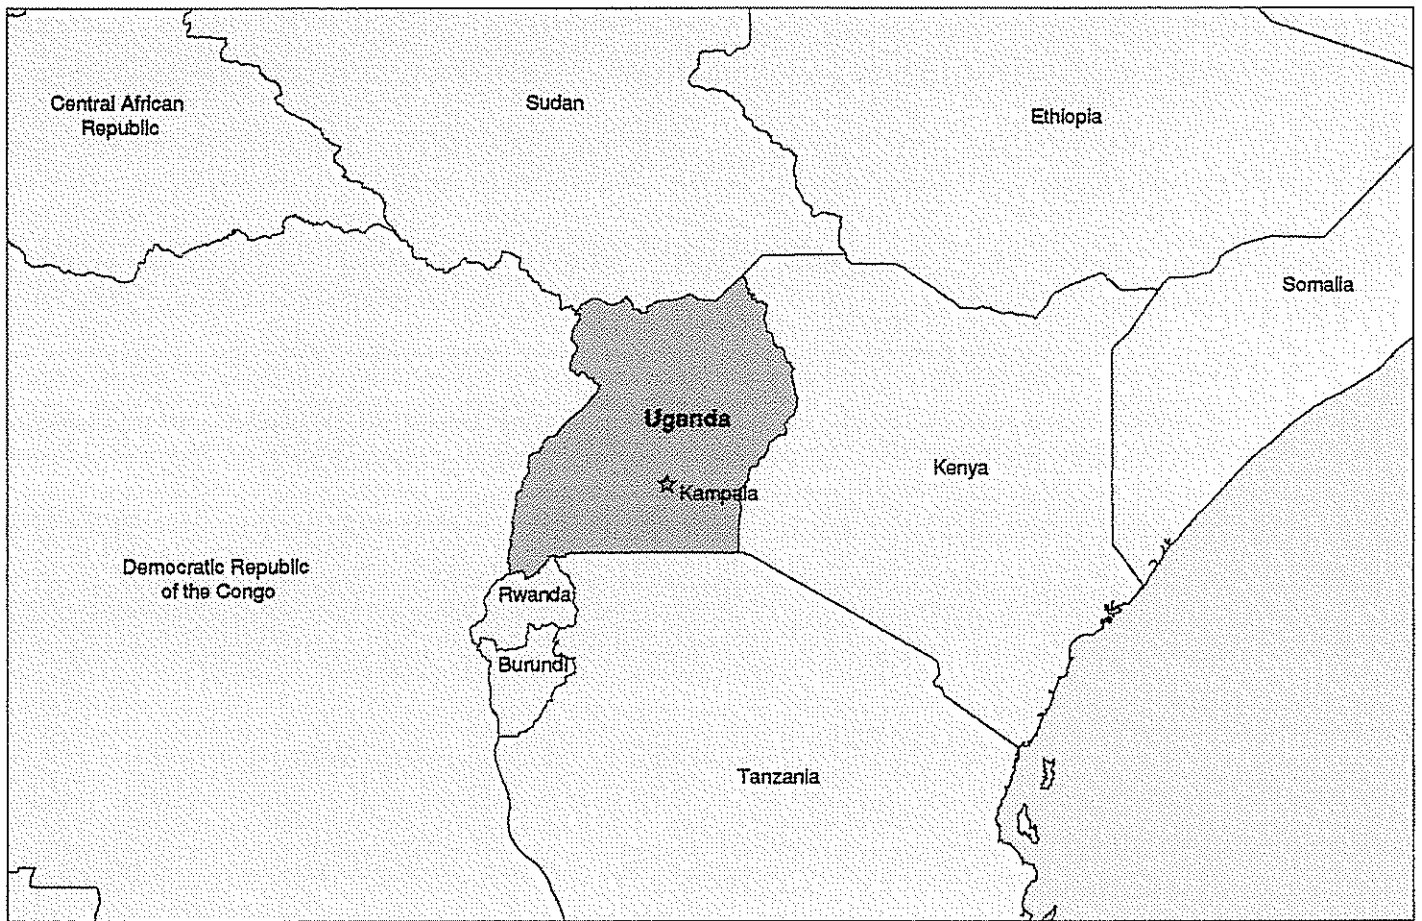 Central African
Republic
Sudan
Ethiopia
Somalia
Uganda
Kenya
Kampala
Democratic Republic
of the Congo
Rwanda
Burundi
Tanzania